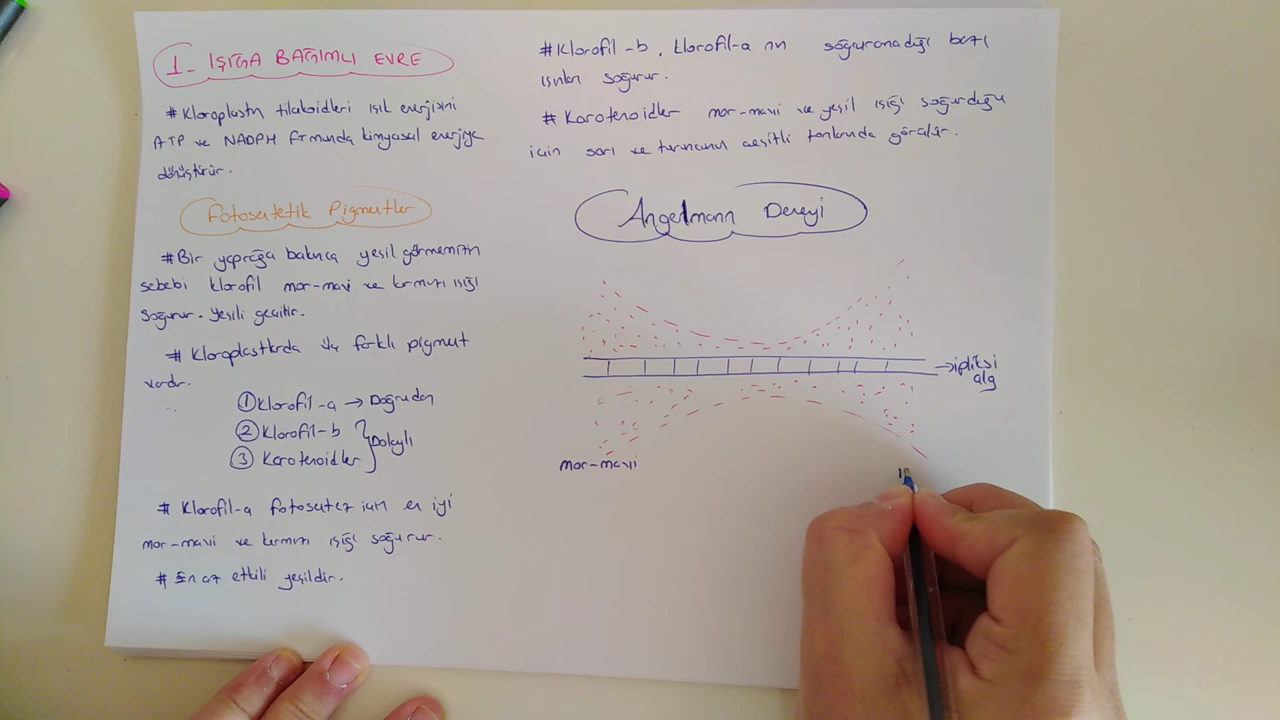 1- IŞIĞA BAĞIMLI EVRE
# Kloroplastın tilakoidleri ışık enerjisini
ATP ve NADPH formunda kimyasal enerjiye
dönüştürür.
Fotosentetik Pigmentler
# Bir yaprağa bakınca yeşil görmemizin
sebebi klorofil mor-mavi ve kırmızı ışığı
soğurur. Yeşili geçirir.
# Kloroplastlarda üç farklı pigment
vardır.
1 Klorofil-a → Doğrudan
2 Klorofil-b
3 Karotenoidler
Dolaylı
# Klorofil-a fotosentez için en iyi
mor-mavi ve kırmızı ışığı soğurur.
# En az etkili yeşildir.
# Klorofil-b, klorofil-a nın soğuramadığı bazı
ışınları soğurur.
# Karotenoidler mor-mavi ve yeşil ışığı soğurduğu
için sarı ve turuncunun çeşitli tonlarında görülür.
Angelmann Deneyi
→ ipliksi
alg
mor-mavi